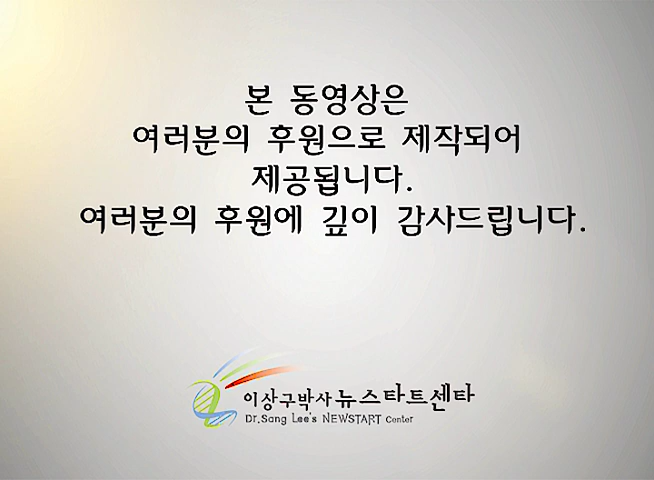 본 동영상은
여러분의 후원으로 제작되어
제공됩니다.
여러분의 후원에 깊이 감사드립니다.
이상구박사 뉴스타트센타
Dr.Sang Lee's NEWSTART Center